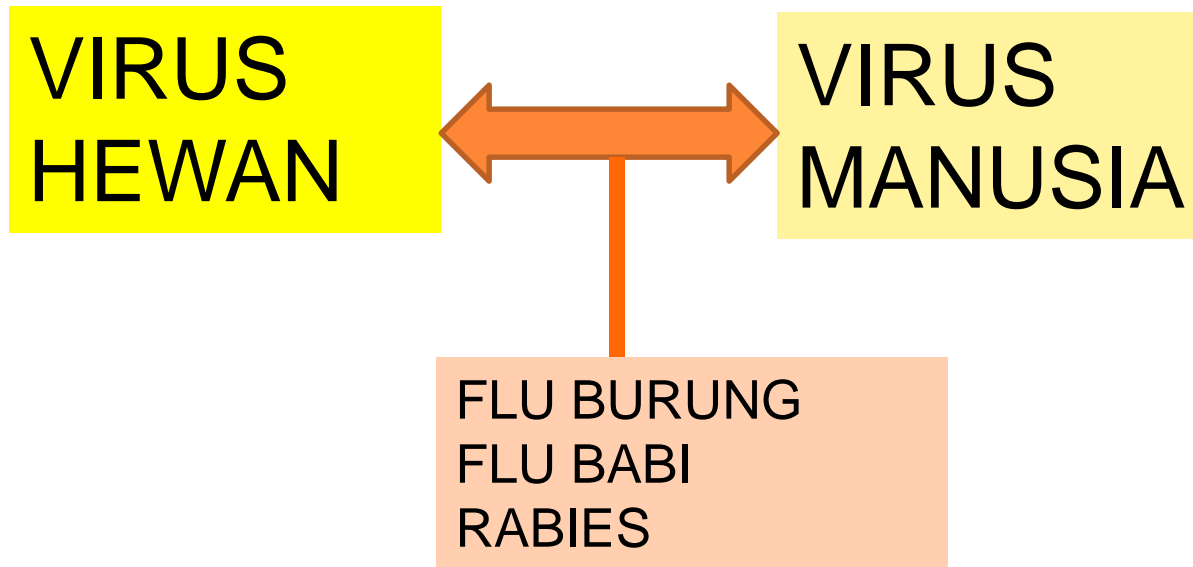 VIRUS
HEWAN
VIRUS
MANUSIA
FLU BURUNG
FLU BABI
RABIES